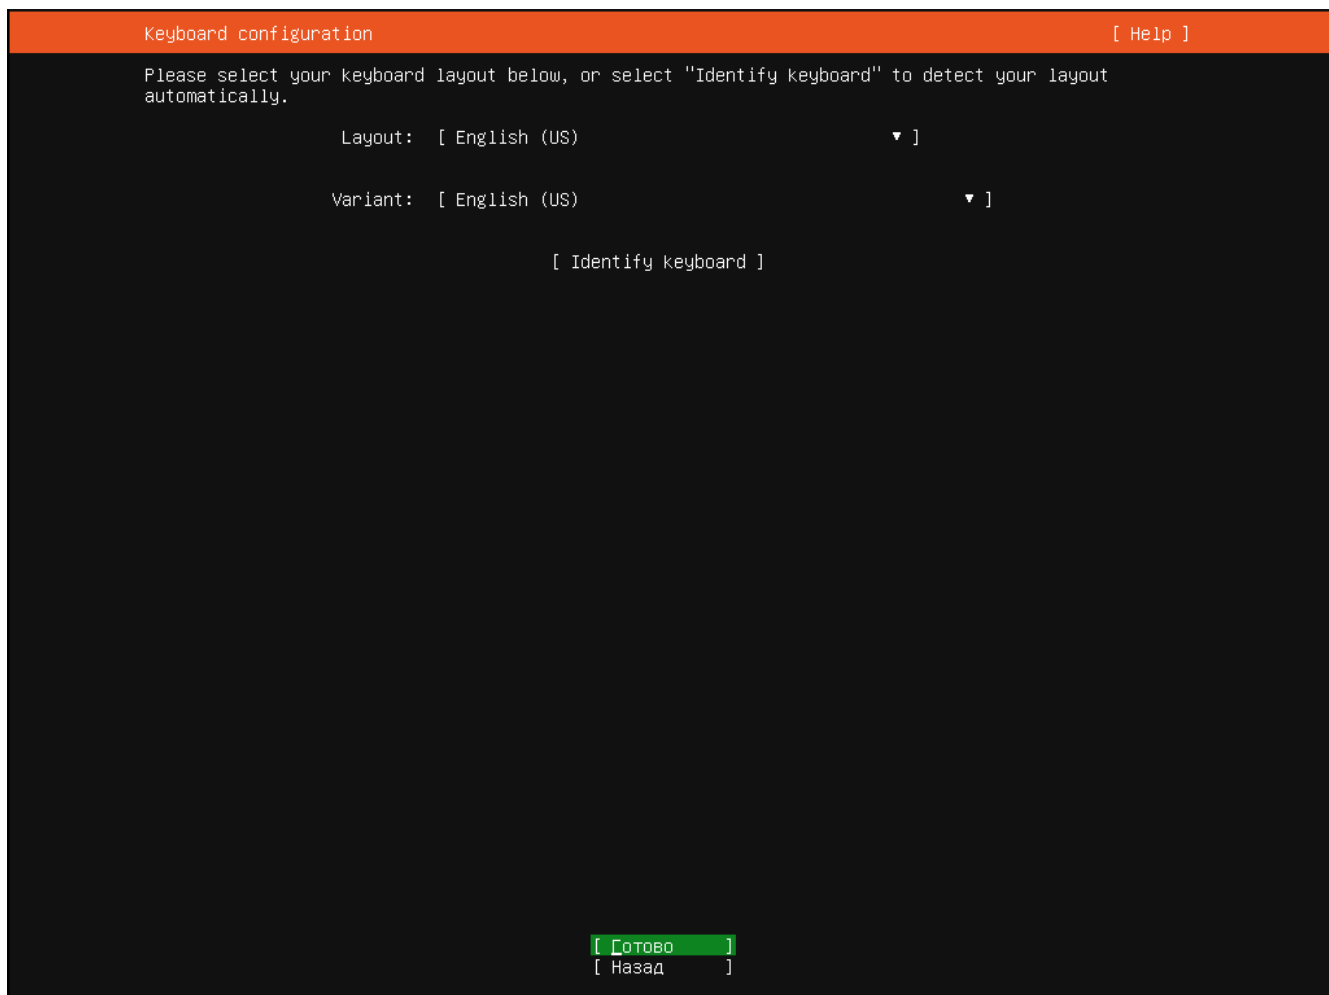 Keyboard configuration [ Help ]
Please select your keyboard layout below, or select "Identify keyboard" to detect your layout
automatically.
Layout: [ English (US) ▾ ]
Variant: [ English (US) ▾ ]
[ Identify keyboard ]
[ Готово ]
[ Назад ]